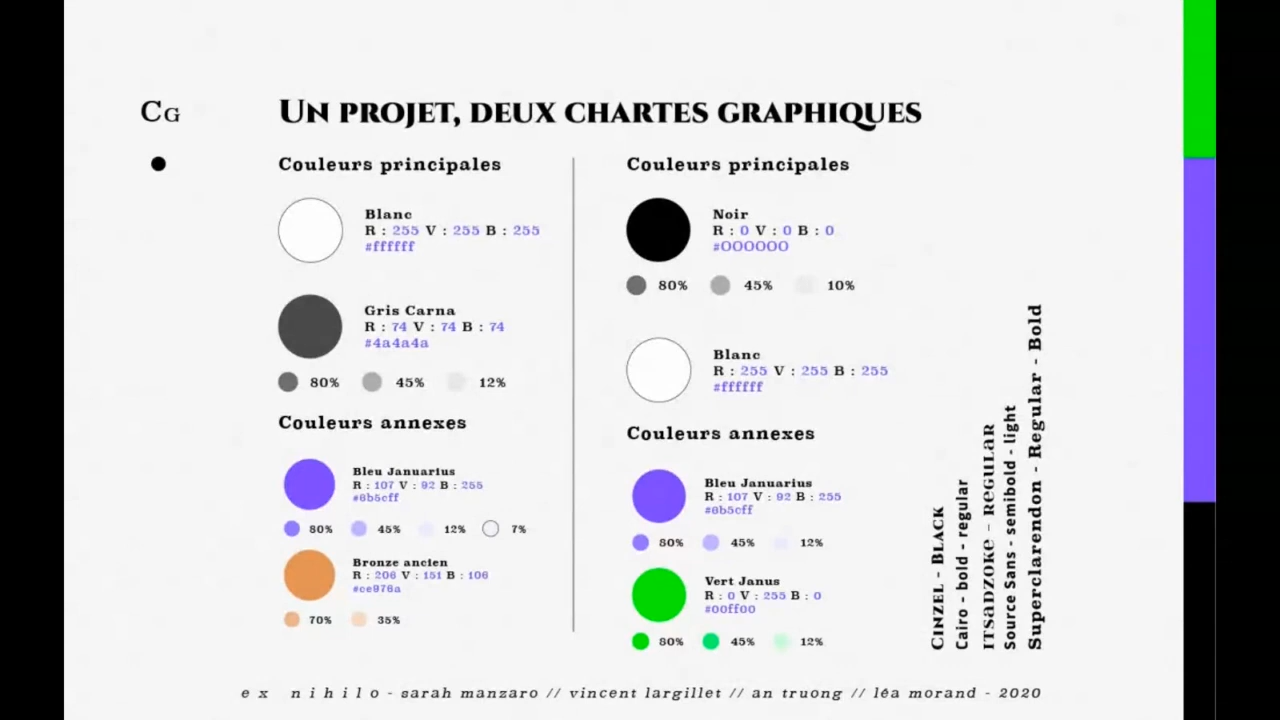 CG
Un projet, deux chartes graphiques
Couleurs principales
Blanc
R : 255 V : 255 B : 255
#ffffff
Gris Carna
R : 74 V : 74 B : 74
#4a4a4a
80% 45% 12%
Couleurs annexes
Bleu Januarius
R : 107 V : 92 B : 255
#6b5cff
80% 45% 12% 7%
Bronze ancien
R : 206 V : 151 B : 106
#ce976a
70% 35%
Couleurs principales
Noir
R : 0 V : 0 B : 0
#000000
80% 45% 10%
Blanc
R : 255 V : 255 B : 255
#ffffff
Couleurs annexes
Bleu Januarius
R : 107 V : 92 B : 255
#6b5cff
80% 45% 12%
Vert Janus
R : 0 V : 255 B : 0
#00ff00
80% 45% 12%
Cinzel - Black
Cairo - bold - regular
Itsadzoke - Regular
Source Sans - semibold - light
Superclarendon - Regular - Bold
ex nihilo - sarah manzaro // vincent largillet // an truong // léa morand - 2020